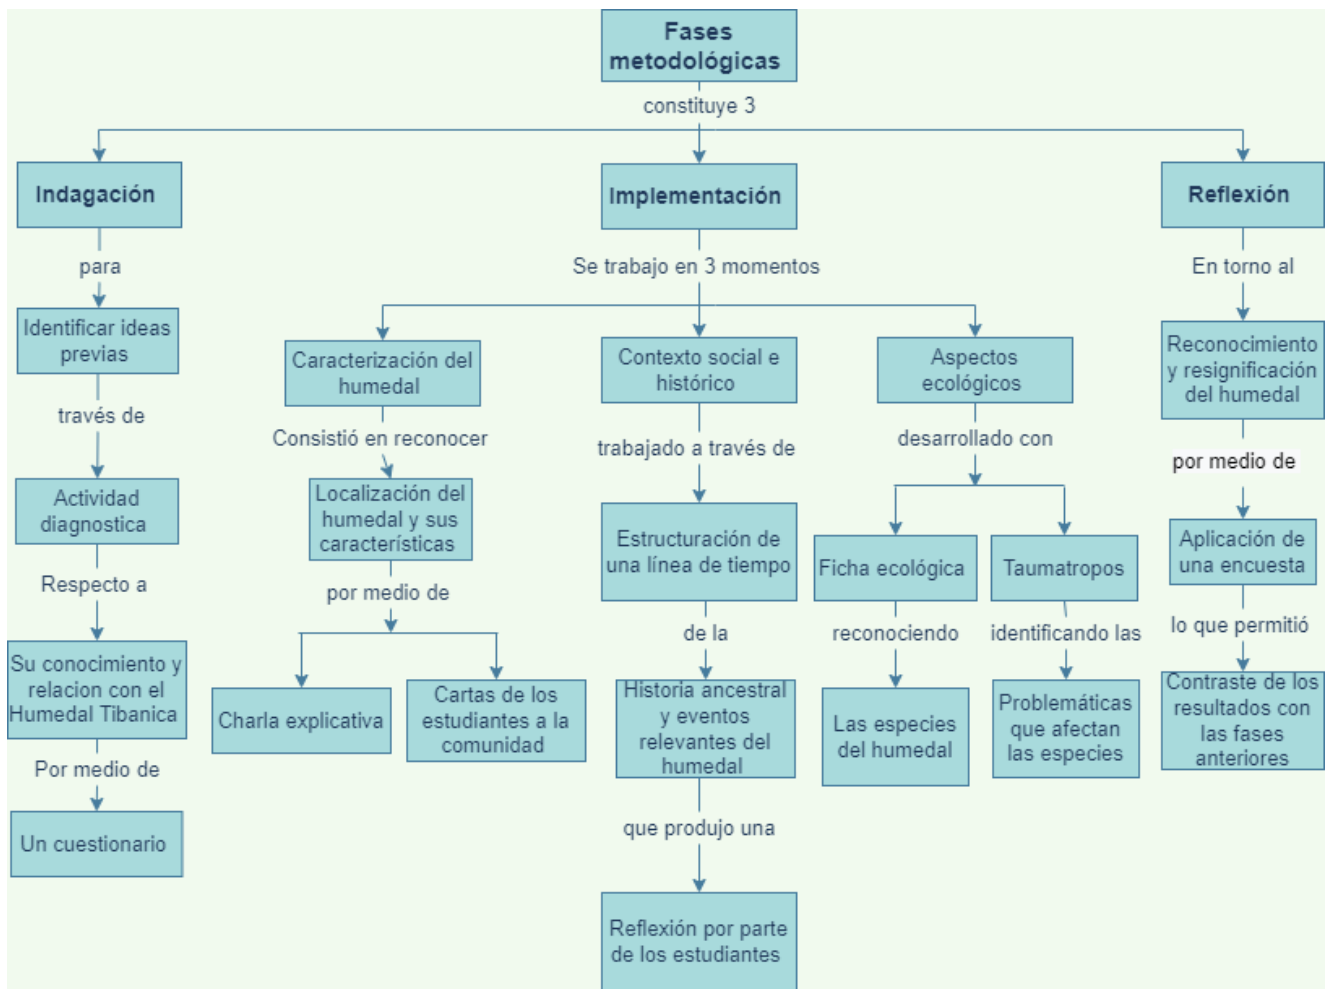 Fases
metodológicas
constituye 3
Indagación
para
Identificar ideas
previas
través de
Actividad
diagnostica
Respecto a
Su conocimiento y
relacion con el
Humedal Tibanica
Por medio de
Un cuestionario
Implementación
Se trabajo en 3 momentos
Caracterización del
humedal
Consistió en reconocer
Localización del
humedal y sus
características
por medio de
Charla explicativa
Cartas de los
estudiantes a la
comunidad
Contexto social e
histórico
trabajado a través de
Estructuración de
una línea de tiempo
de la
Historia ancestral
y eventos
relevantes del
humedal
que produjo una
Reflexión por parte
de los estudiantes
Aspectos
ecológicos
desarrollado con
Ficha ecológica
reconociendo
Las especies
del humedal
Taumatropos
identificando las
Problemáticas
que afectan
las especies
Reflexión
En torno al
Reconocimiento
y resignificación
del humedal
por medio de
Aplicación de
una encuesta
lo que permitió
Contraste de los
resultados con
las fases
anteriores